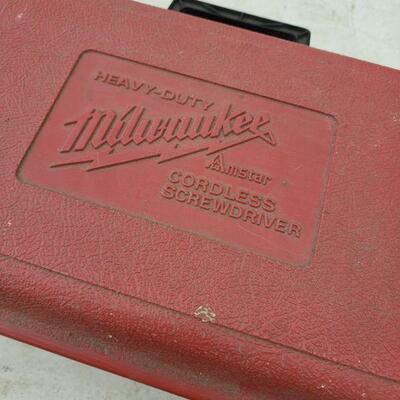 HEAVY-DUTY
Milwaukee
Amstar
CORDLESS
SCREWDRIVER